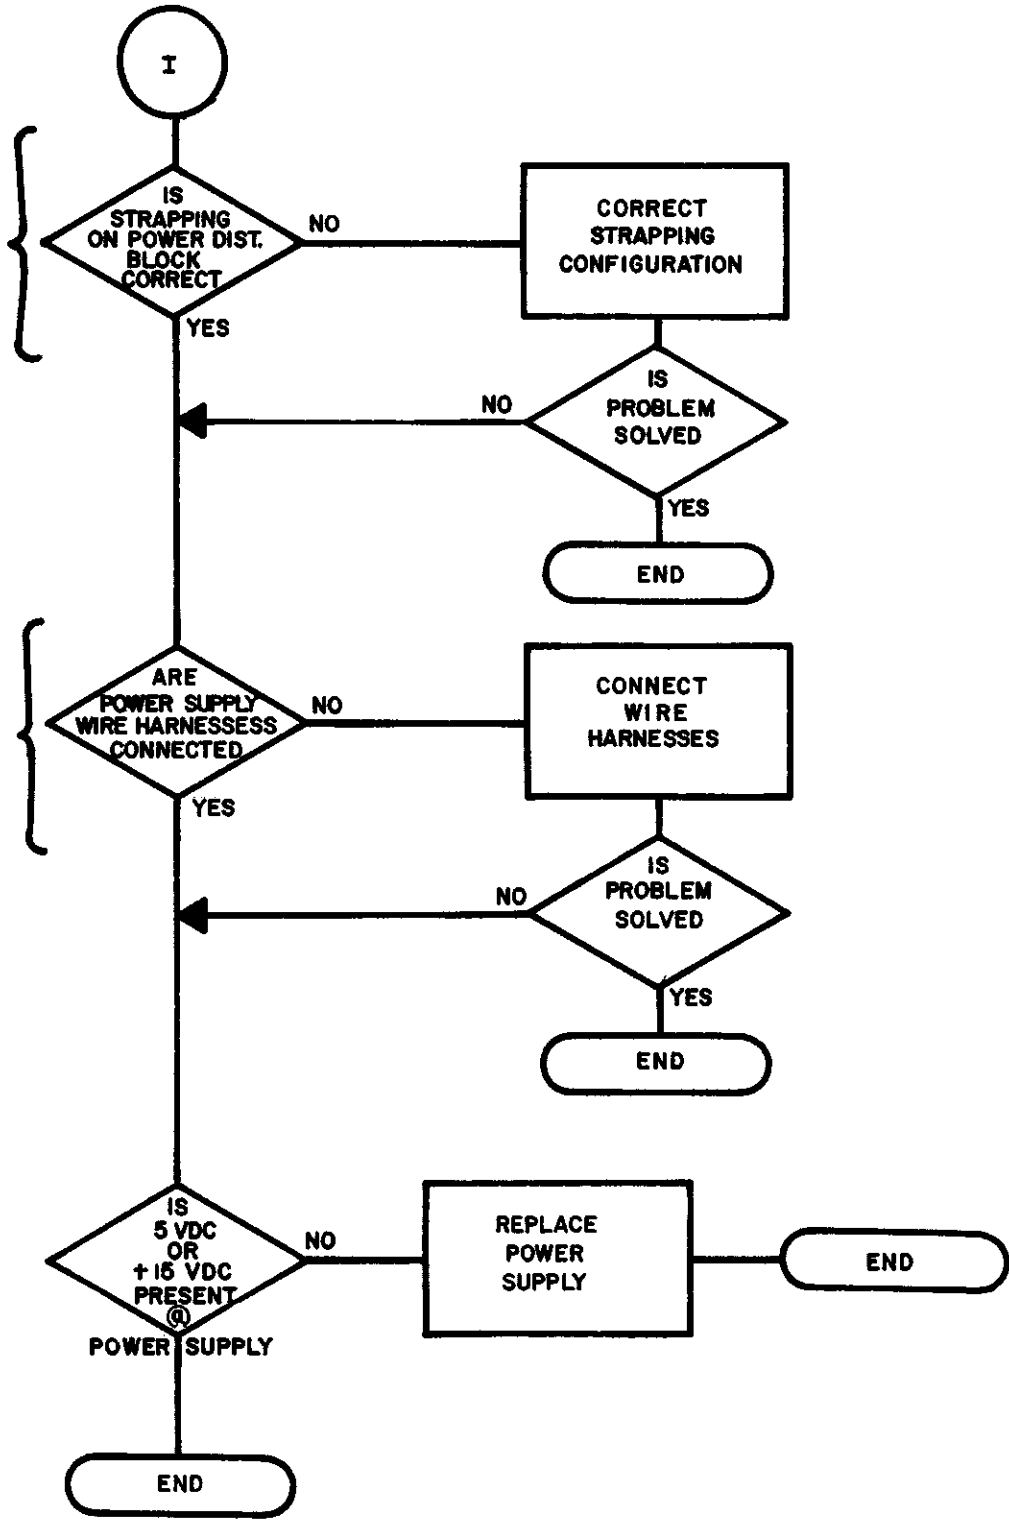 I
IS
STRAPPING
ON POWER DIST.
BLOCK
CORRECT
NO
YES
CORRECT
STRAPPING
CONFIGURATION
IS
PROBLEM
SOLVED
NO
YES
END
ARE
POWER SUPPLY
WIRE HARNESSESS
CONNECTED
NO
YES
CONNECT
WIRE
HARNESSES
IS
PROBLEM
SOLVED
NO
YES
END
IS
5 VDC
OR
+15 VDC
PRESENT
@
POWER SUPPLY
NO
REPLACE
POWER
SUPPLY
END
END